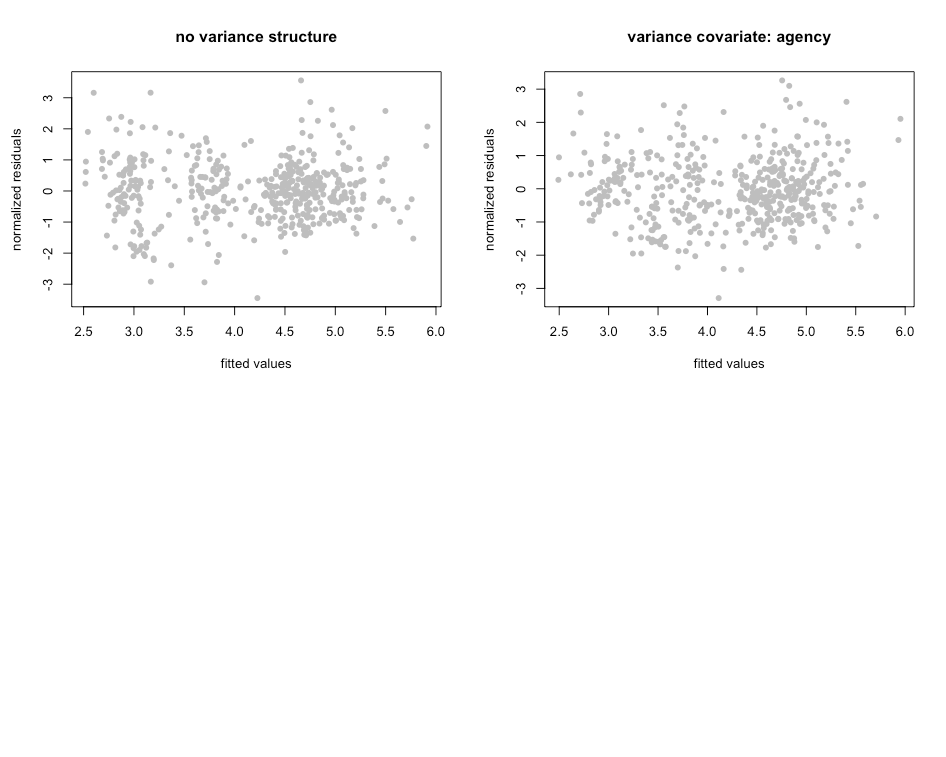 no variance structure
variance covariate: agency
normalized residuals
3
2
1
0
-1
-2
-3
2.5 3.0 3.5 4.0 4.5 5.0 5.5 6.0
fitted values
normalized residuals
3
2
1
0
-1
-2
-3
2.5 3.0 3.5 4.0 4.5 5.0 5.5 6.0
fitted values